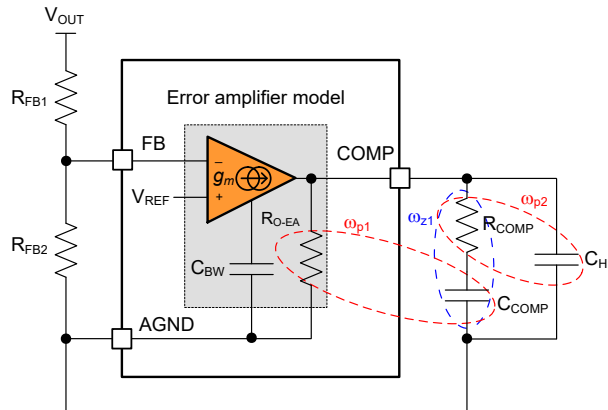 VOUT
RFB1
Error amplifier model
FB
COMP
gm
−
+
VREF
RO-EA
ωp1
ωz1
ωp2
RCOMP
RFB2
CBW
CHF
CCOMP
AGND